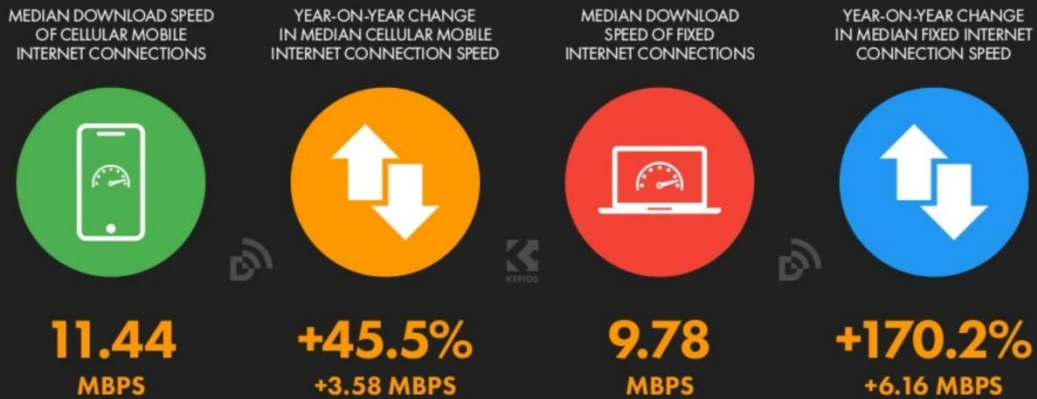 MEDIAN DOWNLOAD SPEED
OF CELLULAR MOBILE
INTERNET CONNECTIONS
YEAR-ON-YEAR CHANGE
IN MEDIAN CELLULAR MOBILE
INTERNET CONNECTION SPEED
MEDIAN DOWNLOAD
SPEED OF FIXED
INTERNET CONNECTIONS
YEAR-ON-YEAR CHANGE
IN MEDIAN FIXED INTERNET
CONNECTION SPEED
KEPIOS
11.44
MBPS
+45.5%
+3.58 MBPS
9.78
MBPS
+170.2%
+6.16 MBPS